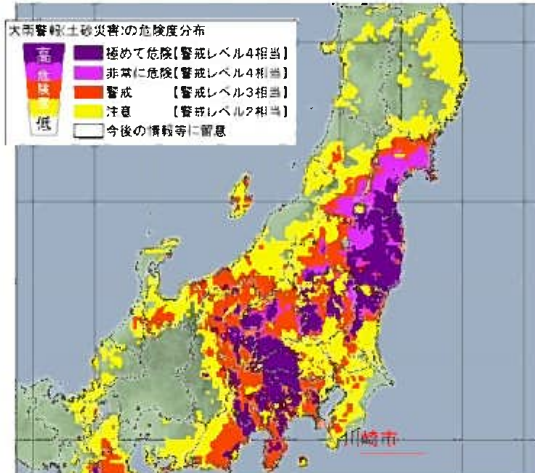 大雨警報(土砂災害)の危険度分布
高
危
険
度
低
極めて危険【警戒レベル4相当】
非常に危険【警戒レベル4相当】
警戒 【警戒レベル3相当】
注意 【警戒レベル2相当】
今後の情報等に留意
川崎市